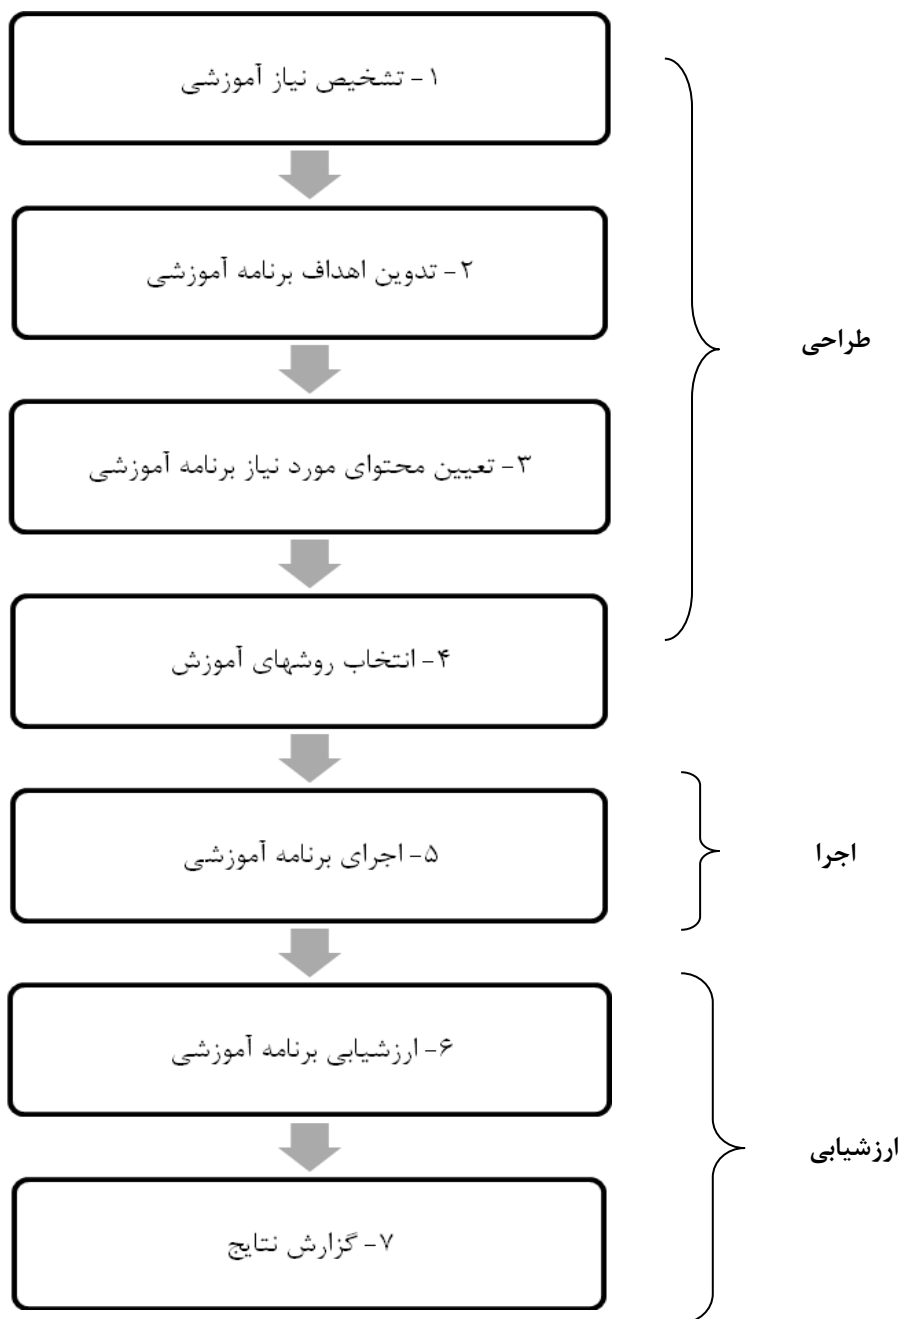 ۱- تشخیص نیاز آموزشی
۲- تدوین اهداف برنامه آموزشی
طراحی
۳- تعیین محتوای مورد نیاز برنامه آموزشی
۴- انتخاب روشهای آموزش
۵- اجرای برنامه آموزشی
اجرا
۶- ارزشیابی برنامه آموزشی
ارزشیابی
۷- گزارش نتایج